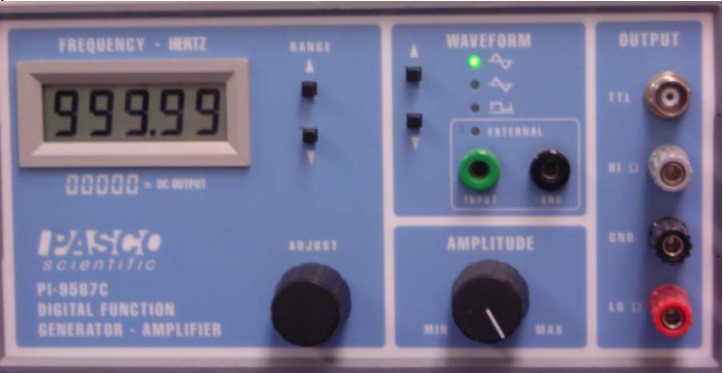 FREQUENCY - HERTZ
999.99
00000 = DC OUTPUT
PASCO
scientific
PI-9587C
DIGITAL FUNCTION
GENERATOR - AMPLIFIER
RANGE
ADJUST
WAVEFORM
EXTERNAL
INPUT
GND
AMPLITUDE
MIN
MAX
OUTPUT
TTL
HI Ω
GND
LO Ω